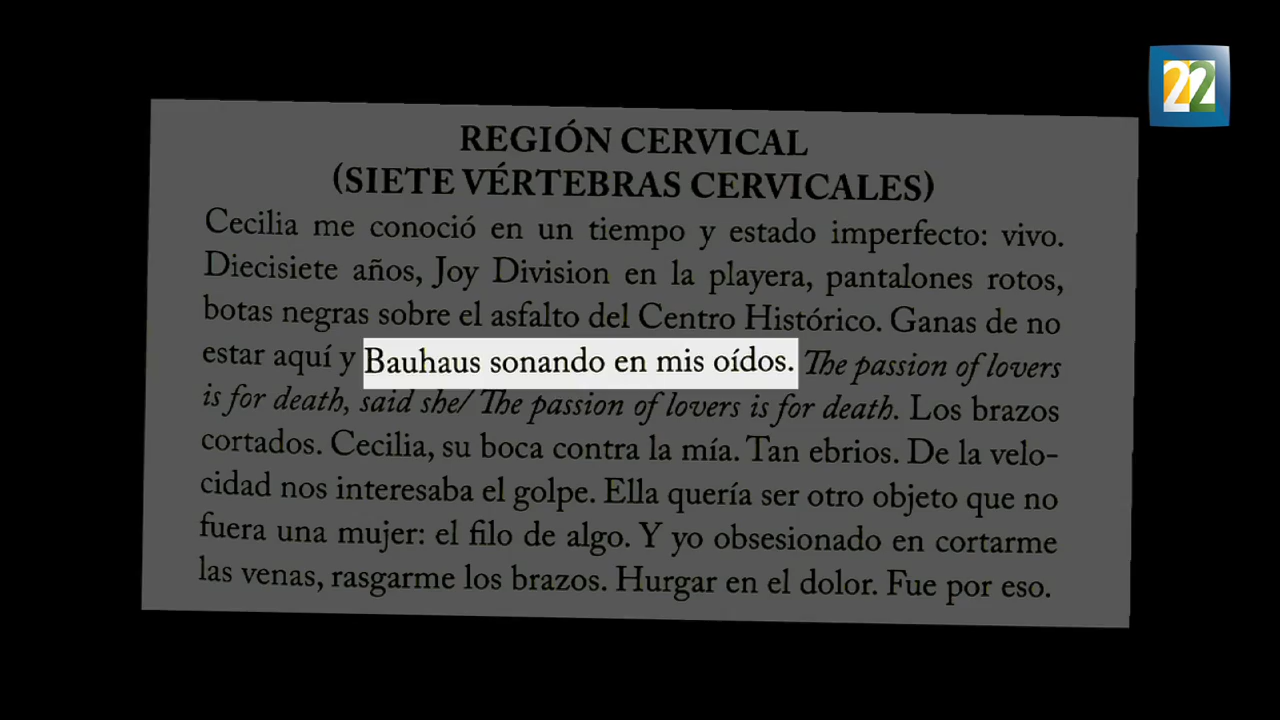 22
REGIÓN CERVICAL
(SIETE VÉRTEBRAS CERVICALES)
Cecilia me conoció en un tiempo y estado imperfecto: vivo.
Diecisiete años, Joy Division en la playera, pantalones rotos,
botas negras sobre el asfalto del Centro Histórico. Ganas de no
estar aquí y Bauhaus sonando en mis oídos. The passion of lovers
is for death, said she/ The passion of lovers is for death. Los brazos
cortados. Cecilia, su boca contra la mía. Tan ebrios. De la velo-
cidad nos interesaba el golpe. Ella quería ser otro objeto que no
fuera una mujer: el filo de algo. Y yo obsesionado en cortarme
las venas, rasgarme los brazos. Hurgar en el dolor. Fue por eso.